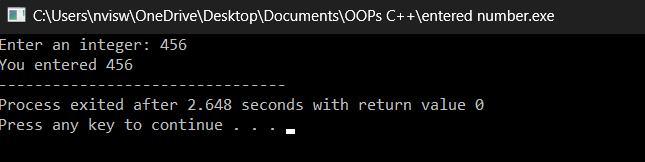 C:\Users\nvisw\OneDrive\Desktop\Documents\OOPs C++\entered number.exe
Enter an integer: 456
You entered 456
--------------------------------
Process exited after 2.648 seconds with return value 0
Press any key to continue . . .